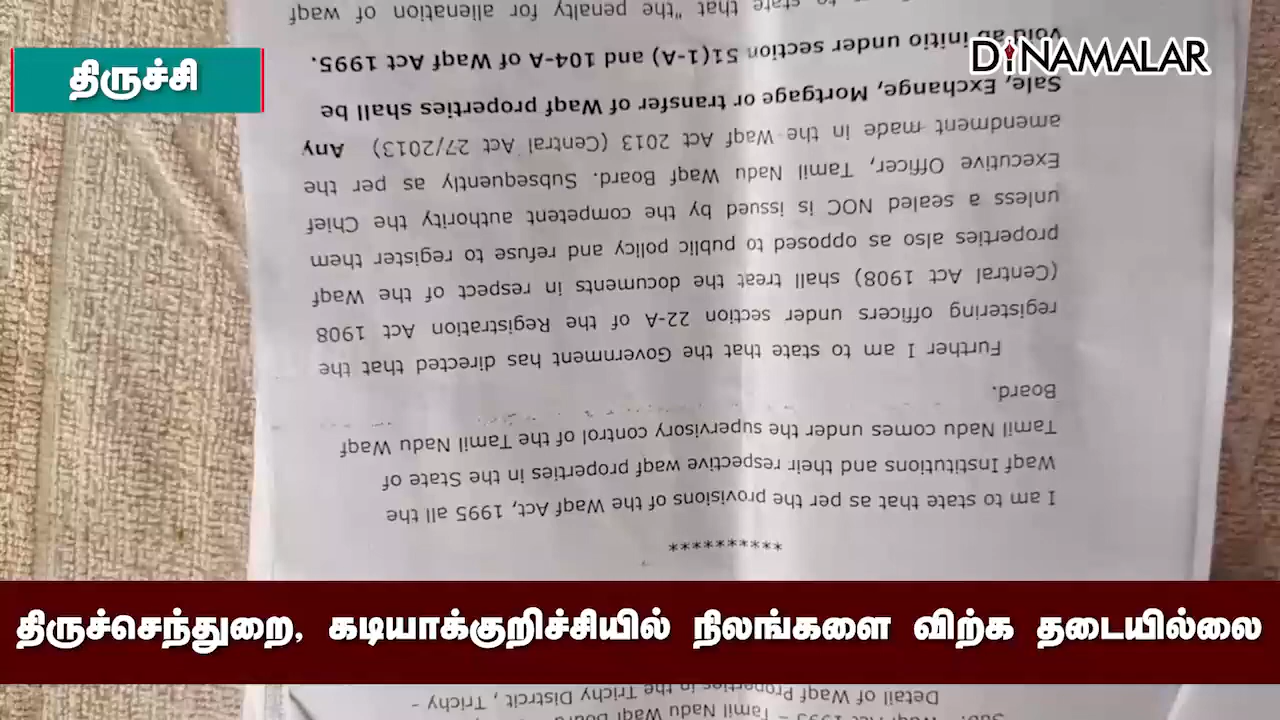 திருச்சி
DINAMALAR
Detail of Waqf Properties in the Trichy District, Trichy -
***********
I am to state that as per the provisions of the Waqf Act, 1995 all the
Waqf Institutions and their respective waqf properties in the State of
Tamil Nadu comes under the supervisory control of the Tamil Nadu Waqf
Board.
Further I am to state that the Government has directed that the
registering officers under section 22-A of the Registration Act 1908
(Central Act 1908) shall treat the documents in respect of the Waqf
properties also as opposed to public policy and refuse to register them
unless a sealed NOC is issued by the competent authority the Chief
Executive Officer, Tamil Nadu Waqf Board. Subsequently as per the
amendment made in the Waqf Act 2013 (Central Act 27/2013) Any
Sale, Exchange, Mortgage or transfer of Waqf properties shall be
void ab initio under section 51(1-A) and 104-A of Waqf Act 1995.
to state that "the penalty for alienation of waqf
திருச்செந்துறை, கடியாக்குறிச்சியில் நிலங்களை விற்க தடையில்லை